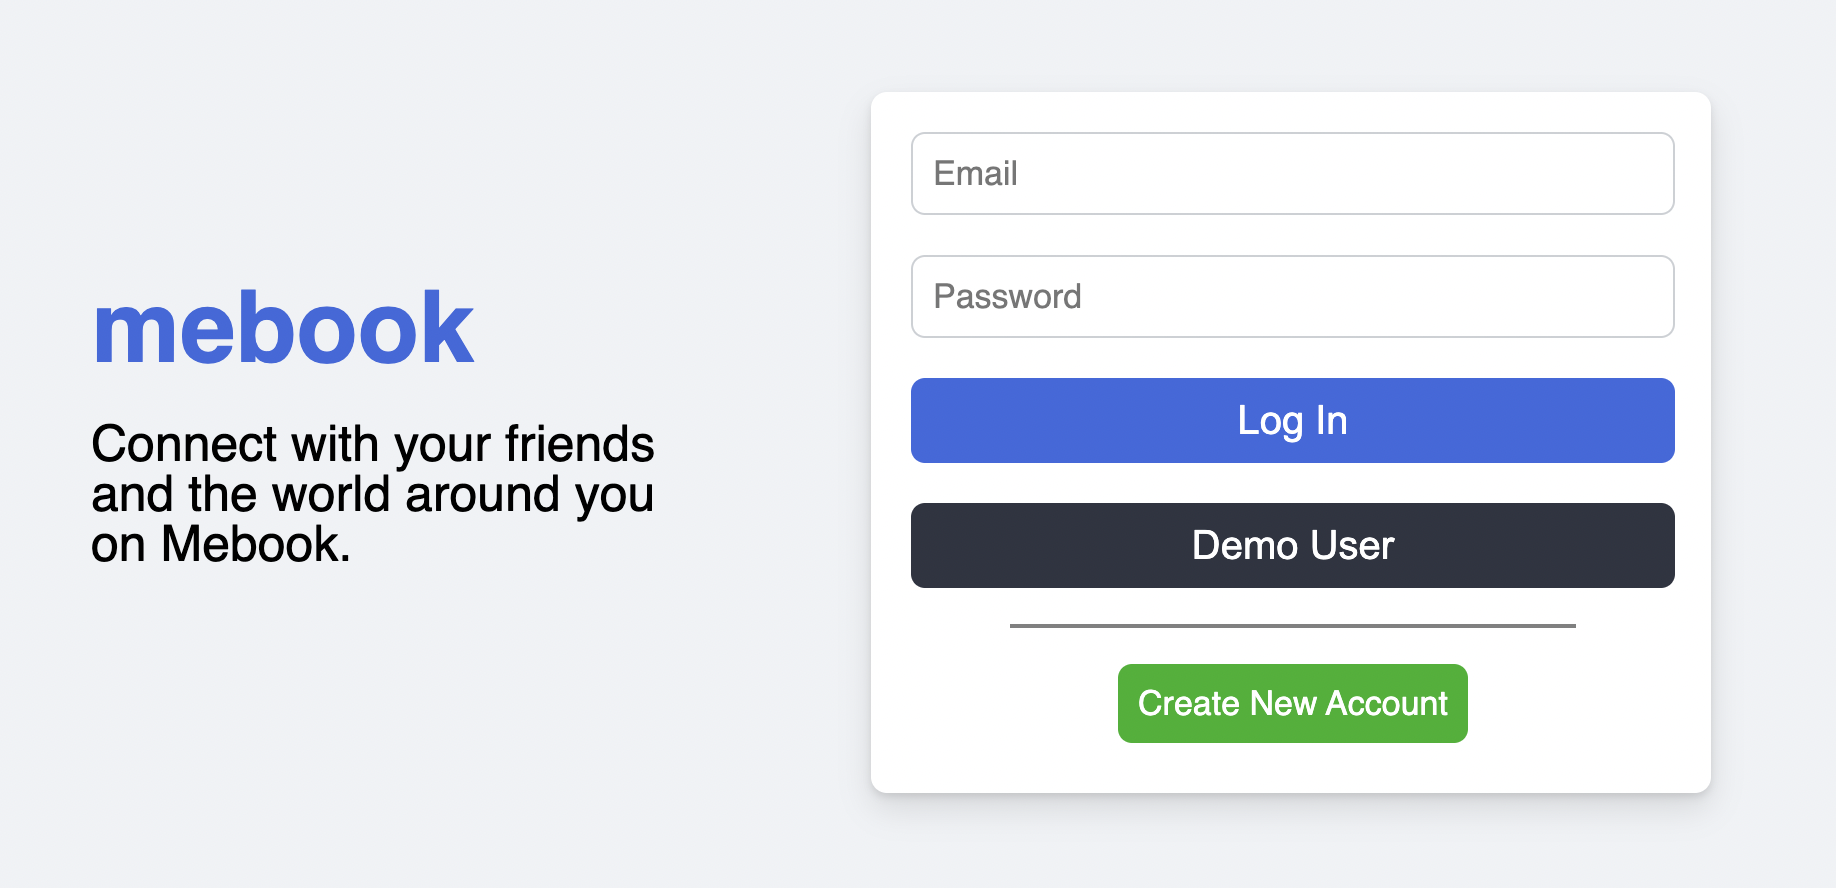 mebook
Connect with your friends
and the world around you
on Mebook.
Email
Password
Log In
Demo User
Create New Account